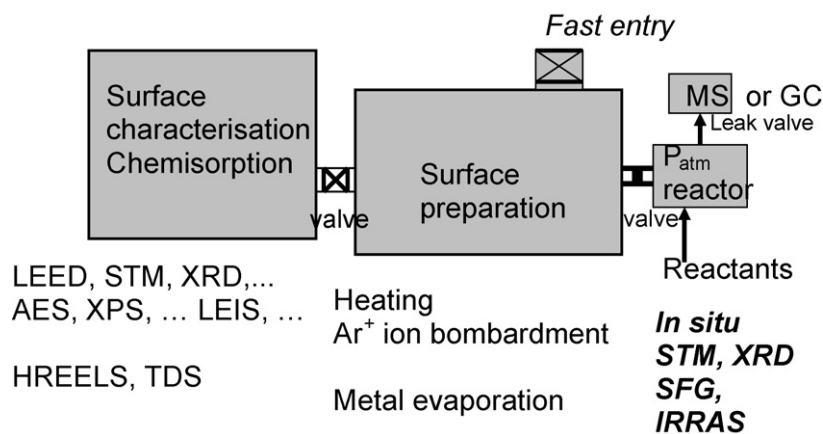 Fast entry
Surface
characterisation
Chemisorption
valve
Surface
preparation
valve
MS or GC
Leak valve
Patm
reactor
Reactants
LEED, STM, XRD,...
AES, XPS, … LEIS, …
HREELS, TDS
Heating
Ar⁺ ion bombardment
Metal evaporation
In situ
STM, XRD
SFG,
IRRAS